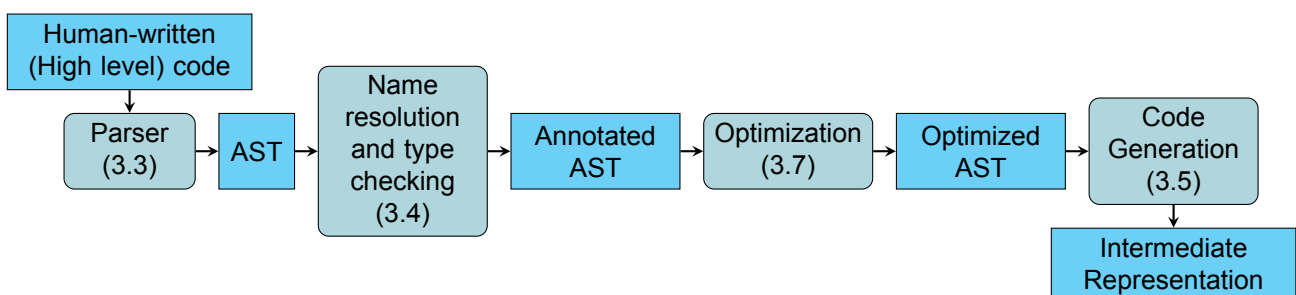 Human-written
(High level) code
Parser
(3.3)
AST
Name
resolution
and type
checking
(3.4)
Annotated
AST
Optimization
(3.7)
Optimized
AST
Code
Generation
(3.5)
Intermediate
Representation